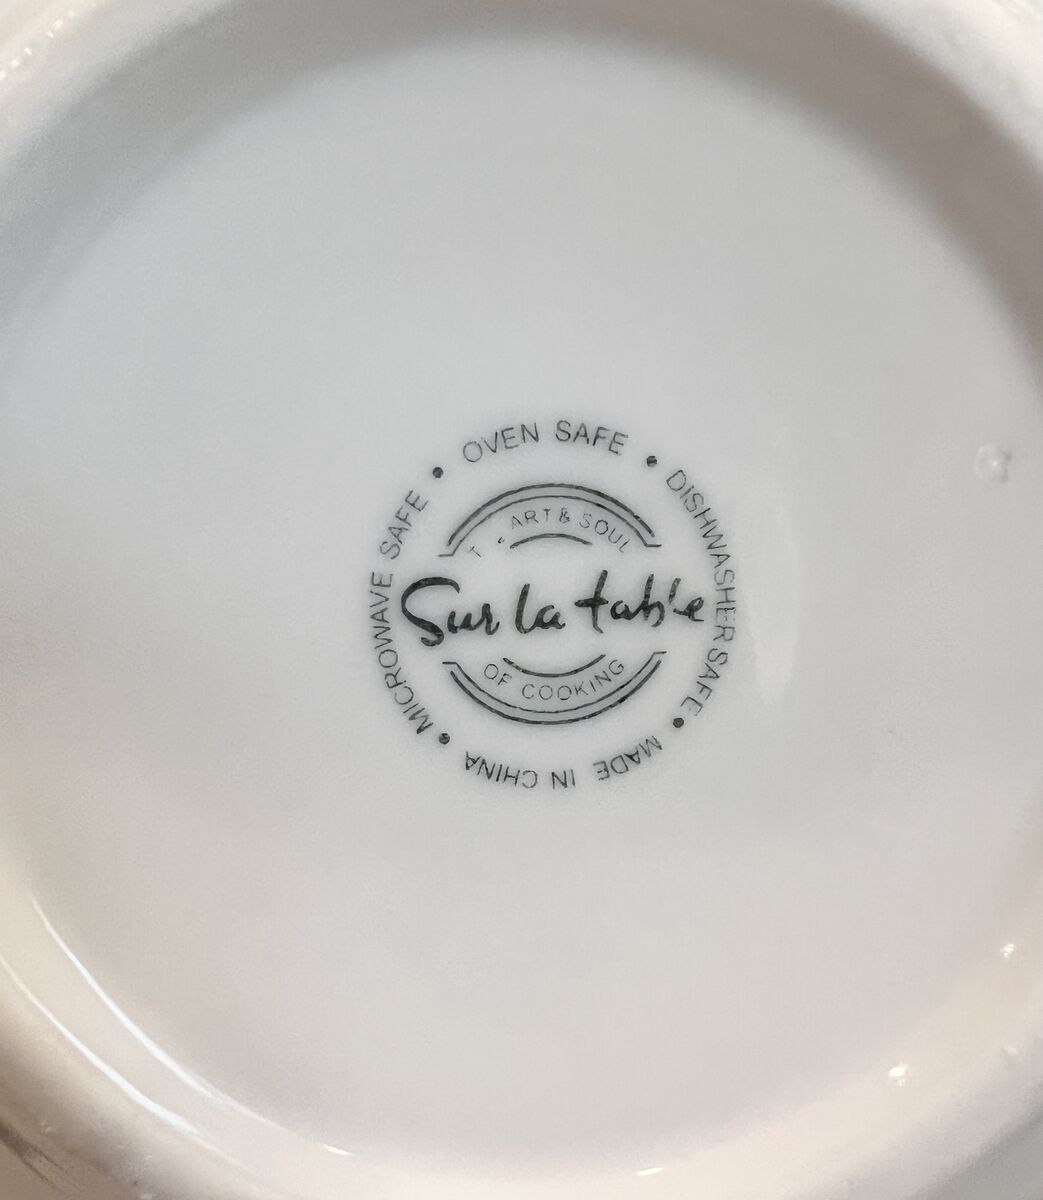 OVEN SAFE • DISHWASHER SAFE • MADE IN CHINA • MICROWAVE SAFE •
ART & SOUL
Sur la table
OF COOKING